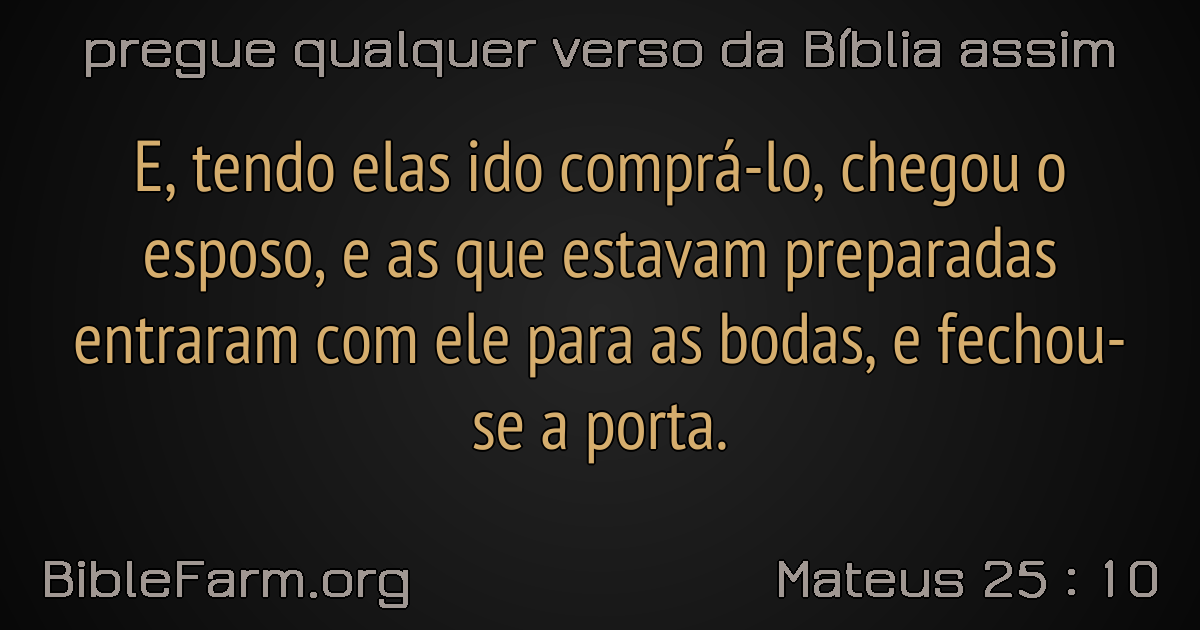 pregue qualquer verso da Bíblia assim
E, tendo elas ido comprá-lo, chegou o
esposo, e as que estavam preparadas
entraram com ele para as bodas, e fechou-
se a porta.
BibleFarm.org
Mateus 25 : 10